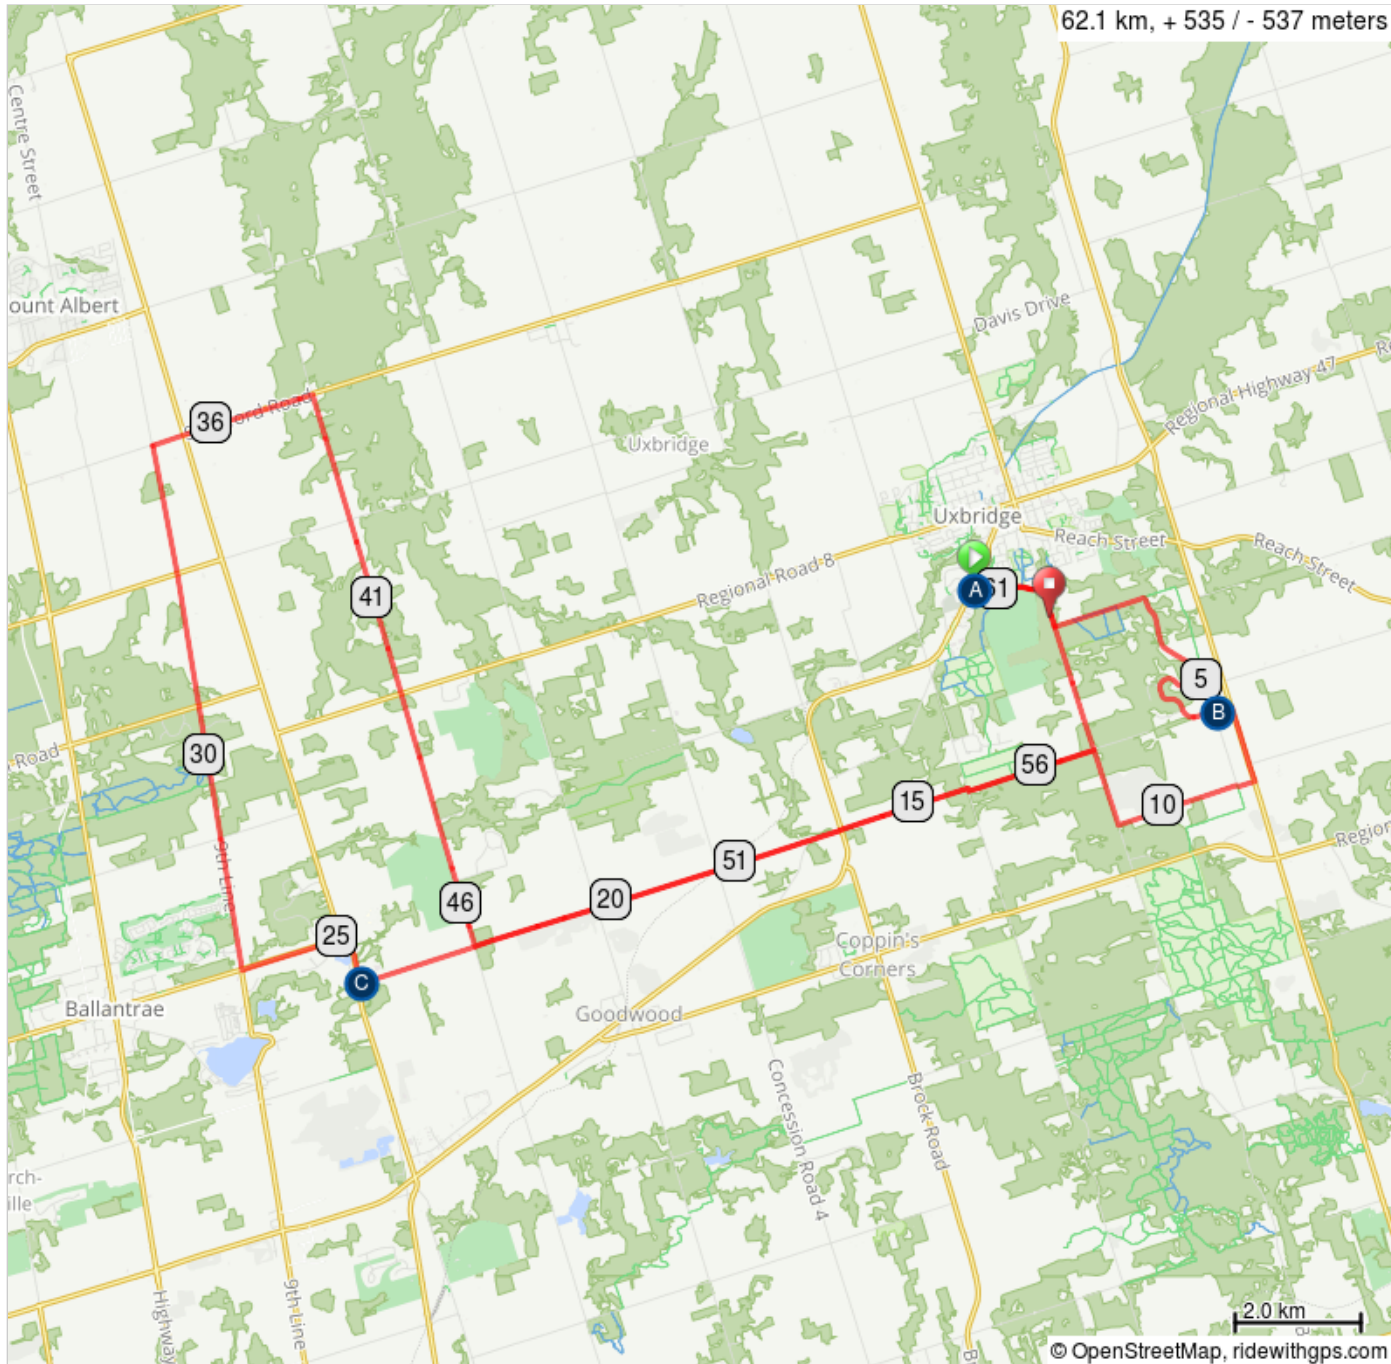 62.1 km, + 535 / - 537 meters
Centre Street
ount Albert
Davis Drive
Regional Highway 47
Re
36
ord Road
Uxbridge
Uxbridge
Reach Street
Reach Street
41
Regional Road 8
A
61
5
B
Road
30
56
15
10
9th Line
51
Region
46
20
25
C
Coppin's
Corners
Ballantrae
Goodwood
Concession Road 4
Brock Road
rch-
ille
9th Line
Highway
2.0 km
B
© OpenStreetMap, ridewithgps.com